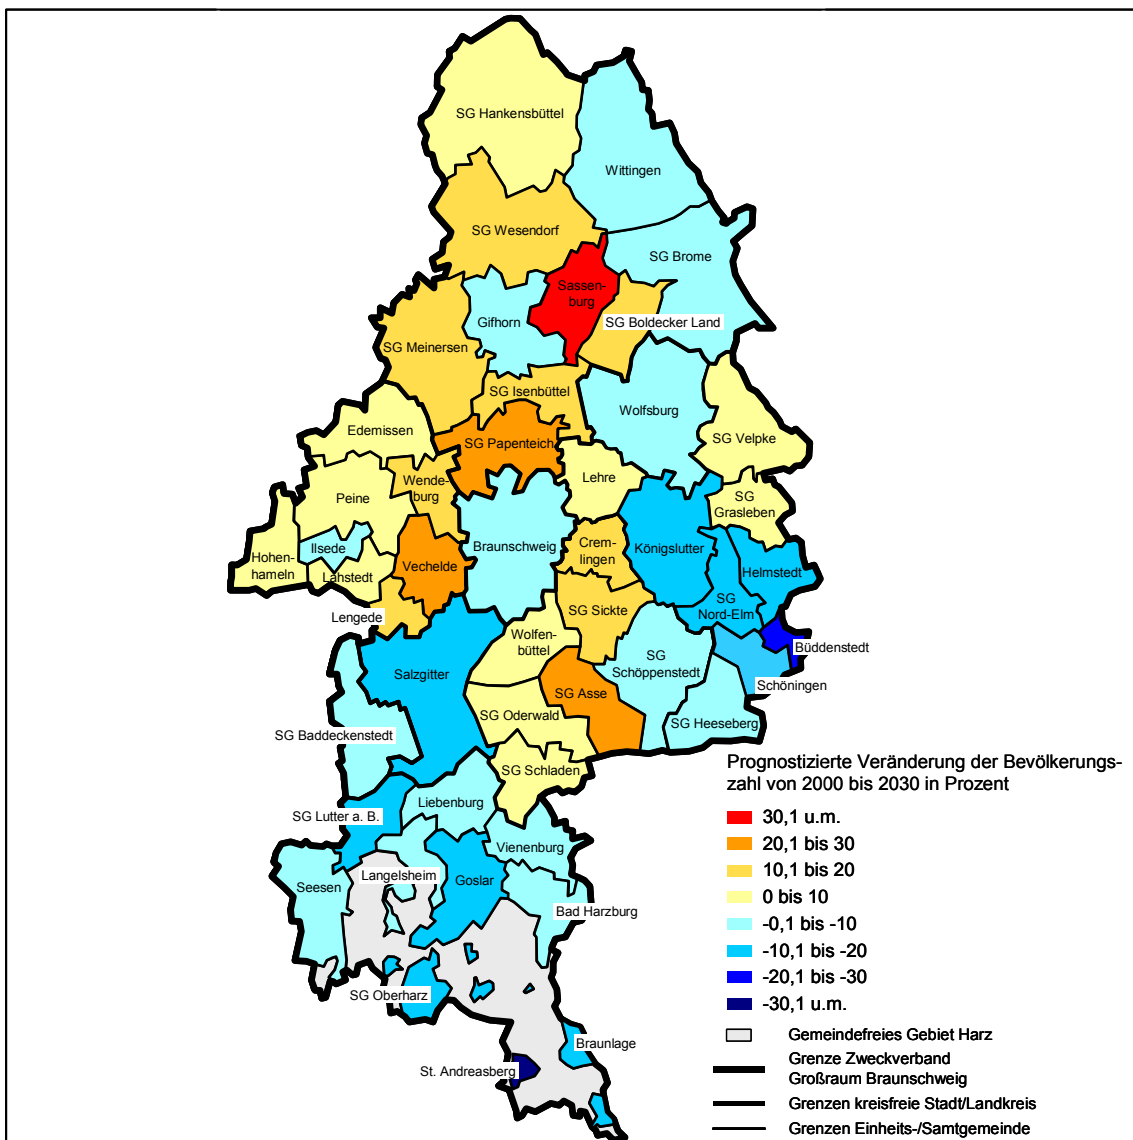 SG Hankensbüttel
Wittingen
SG Wesendorf
SG Brome
Sassen-
burg
Gifhorn
SG Boldecker Land
SG Meinersen
SG Isenbüttel
Wolfsburg
Edemissen
SG Papenteich
SG Velpke
Wende-
burg
Lehre
Peine
SG
Grasleben
Ilsede
Braunschweig
Crem-
lingen
Königslutter
Hohen-
hameln
Vechelde
Helmstedt
Lahstedt
SG
Nord-Elm
Lengede
SG Sickte
Wolfen-
büttel
Büddenstedt
SG
Schöppenstedt
Salzgitter
Schöningen
SG Asse
SG Oderwald
SG Heeseberg
SG Baddeckenstedt
SG Schladen
Liebenburg
SG Lutter a. B.
Vienenburg
Langelsheim
Goslar
Seesen
Bad Harzburg
SG Oberharz
Braunlage
St. Andreasberg
Prognostizierte Veränderung der Bevölkerungs-
zahl von 2000 bis 2030 in Prozent
30,1 u.m.
20,1 bis 30
10,1 bis 20
0 bis 10
-0,1 bis -10
-10,1 bis -20
-20,1 bis -30
-30,1 u.m.
Gemeindefreies Gebiet Harz
Grenze Zweckverband
Großraum Braunschweig
Grenzen kreisfreie Stadt/Landkreis
Grenzen Einheits-/Samtgemeinde